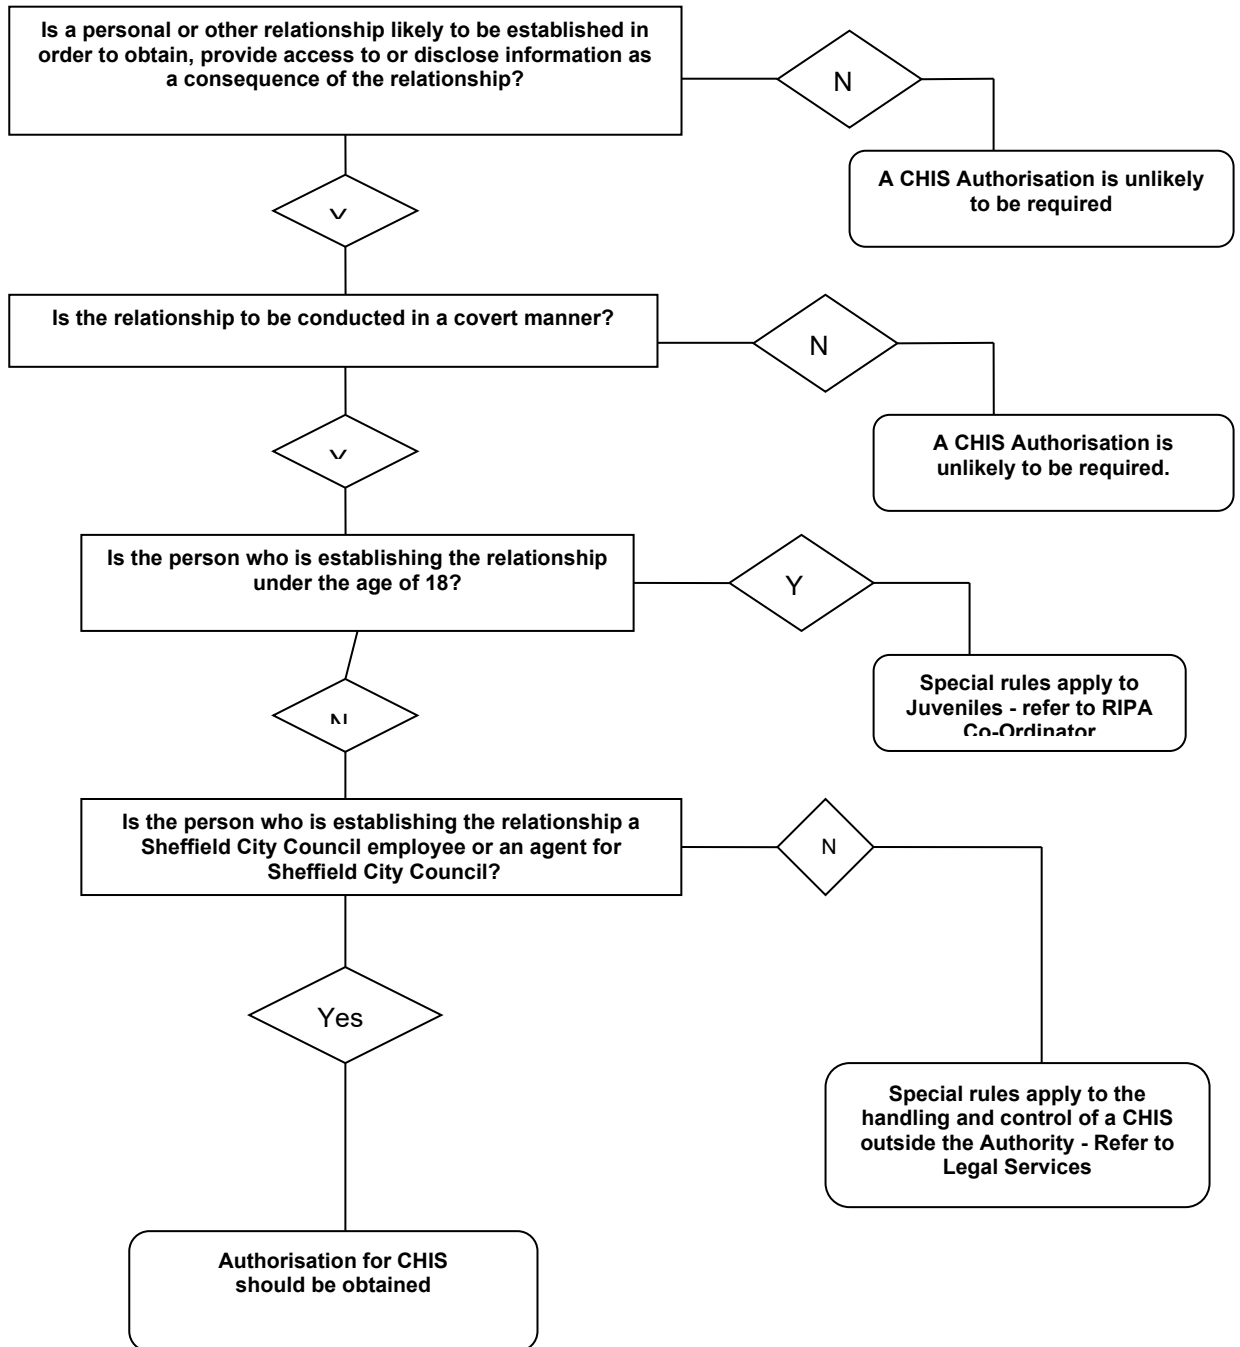 Is a personal or other relationship likely to be established in
order to obtain, provide access to or disclose information as
a consequence of the relationship?
N
A CHIS Authorisation is unlikely
to be required
Y
Is the relationship to be conducted in a covert manner?
N
A CHIS Authorisation is
unlikely to be required.
Y
Is the person who is establishing the relationship
under the age of 18?
Y
Special rules apply to
Juveniles - refer to RIPA
Co-Ordinator
N
Is the person who is establishing the relationship a
Sheffield City Council employee or an agent for
Sheffield City Council?
N
Yes
Special rules apply to the
handling and control of a CHIS
outside the Authority - Refer to
Legal Services
Authorisation for CHIS
should be obtained